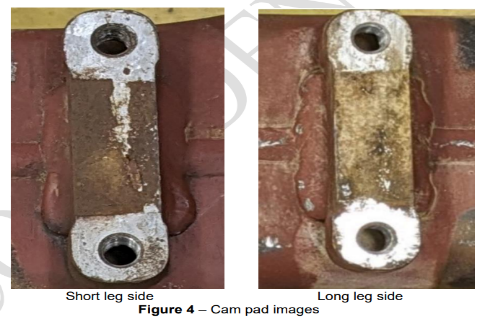 Short leg side
Long leg side
Figure 4 – Cam pad images